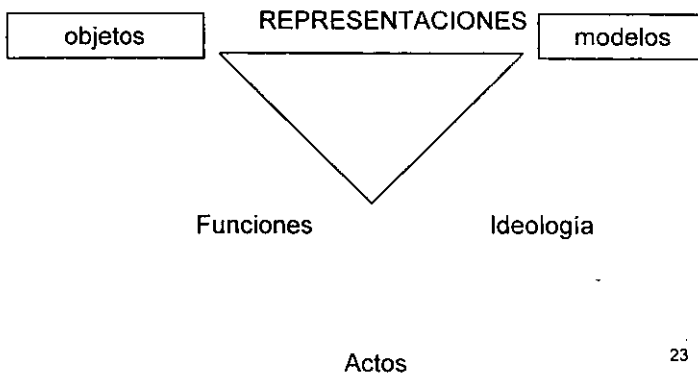 REPRESENTACIONES
objetos modelos
Funciones Ideología
Actos 23